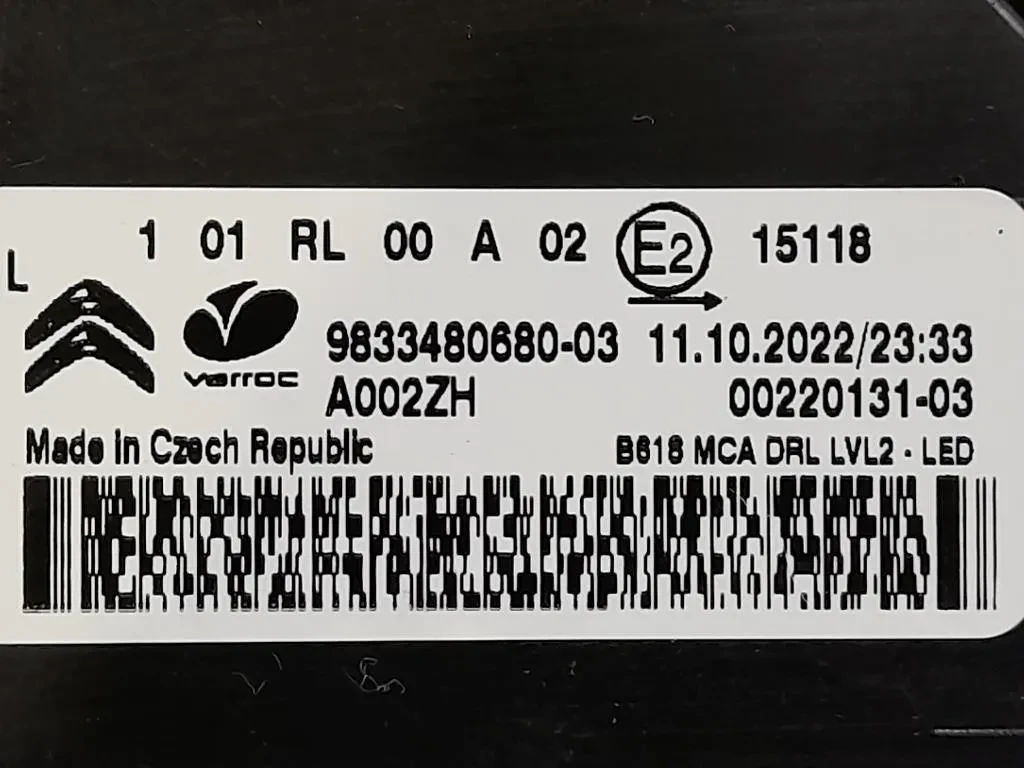 1 01 RL 00 A 02 E2 15118
L
varroc
9833480680-03 11.10.2022/23:33
A002ZH 00220131-03
Made in Czech Republic B618 MCA DRL LVL2 - LED